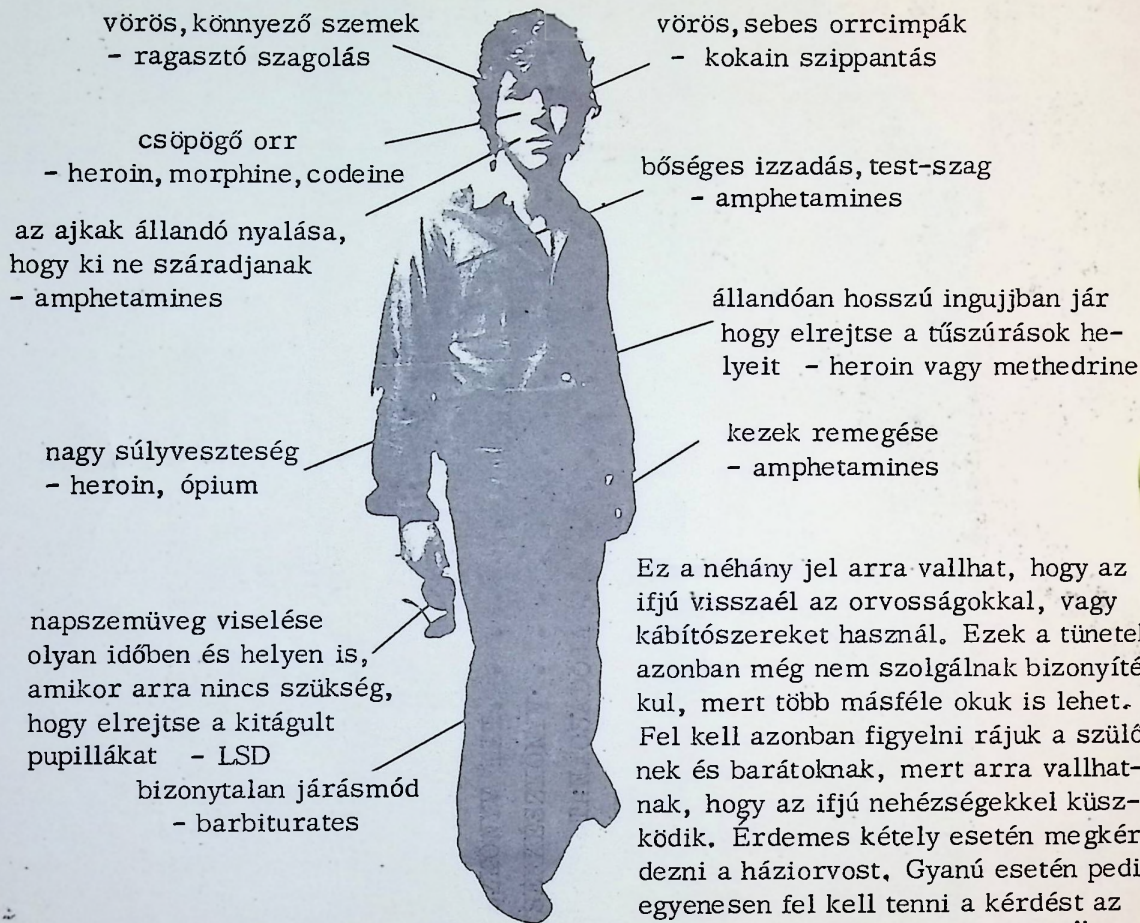 vörös, könnyező szemek
- ragasztó szagolás
vörös, sebes orrcimpák
- kokain szippantás
csöpögő orr
- heroin, morphine, codeine
bőséges izzadás, test-szag
- amphetamines
az ajkak állandó nyalása,
hogy ki ne száradjanak
- amphetamines
állandóan hosszú ingujjban jár
hogy elrejtse a tűszúrások he-
lyeit - heroin vagy methedrine
nagy súlyveszteség
- heroin, ópium
kezek remegése
- amphetamines
napszemüveg viselése
olyan időben és helyen is,
amikor arra nincs szükség,
hogy elrejtse a kitágult
pupillákat - LSD
bizonytalan járásmód
- barbiturates
Ez a néhány jel arra vallhat, hogy az
ifjú visszaél az orvosságokkal, vagy
kábítószereket használ. Ezek a tünetek
azonban még nem szolgálnak bizonyíté
kul, mert több másféle okuk is lehet.
Fel kell azonban figyelni rájuk a szülő
nek és barátoknak, mert arra vallhat-
nak, hogy az ifjú nehézségekkel küsz-
ködik. Érdemes kétely esetén megkér
dezni a háziorvost. Gyanú esetén pedi
egyenesen fel kell tenni a kérdést az